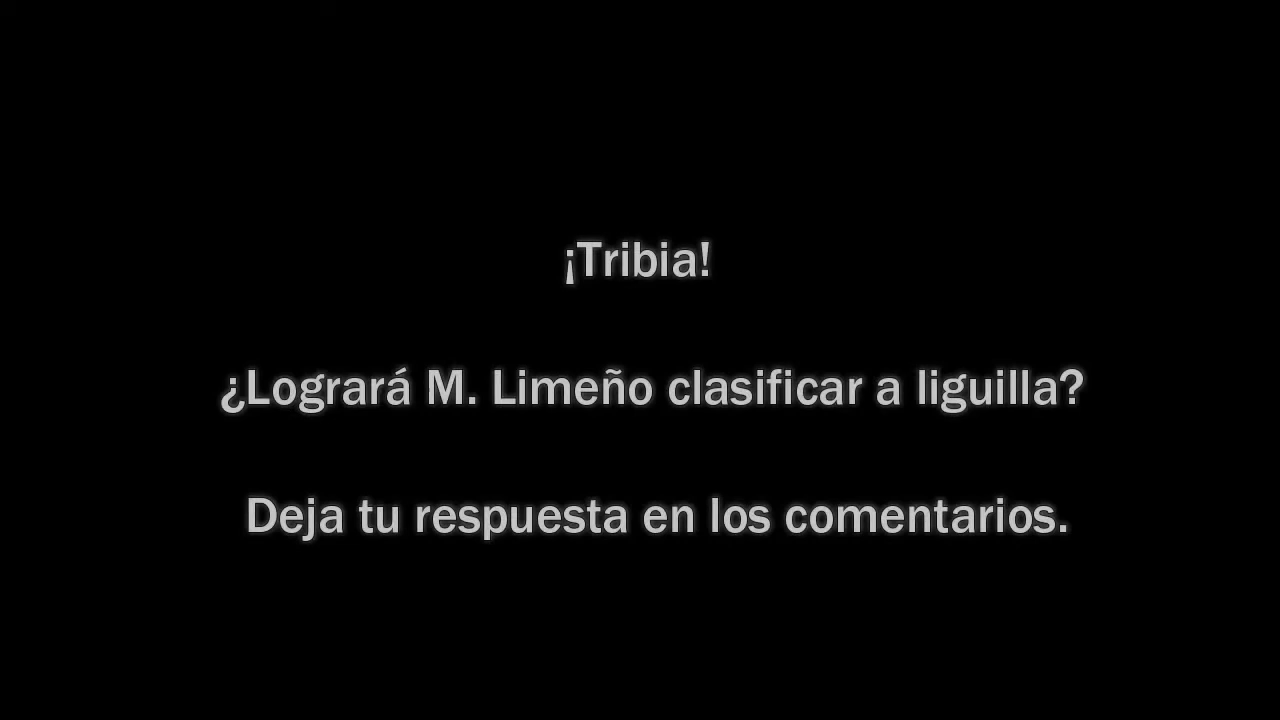 ¡Tribia!
¿Logrará M. Limeño clasificar a liguilla?
Deja tu respuesta en los comentarios.